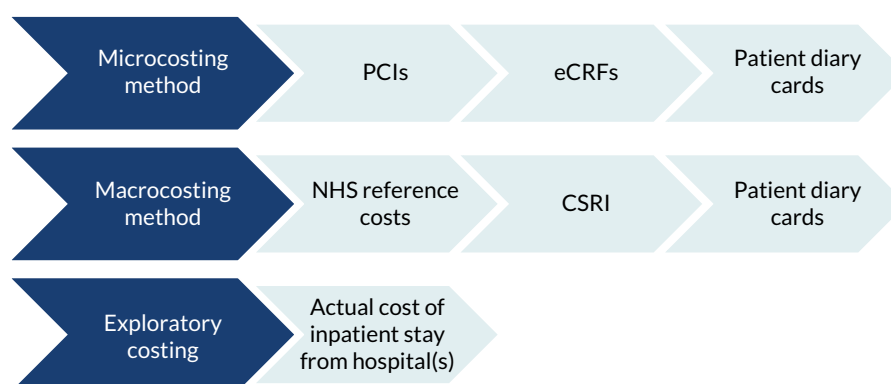 Microcosting
method
PCIs
eCRFs
Patient diary
cards
Macrocosting
method
NHS reference
costs
CSRI
Patient diary
cards
Exploratory
costing
Actual cost of
inpatient stay
from hospital(s)